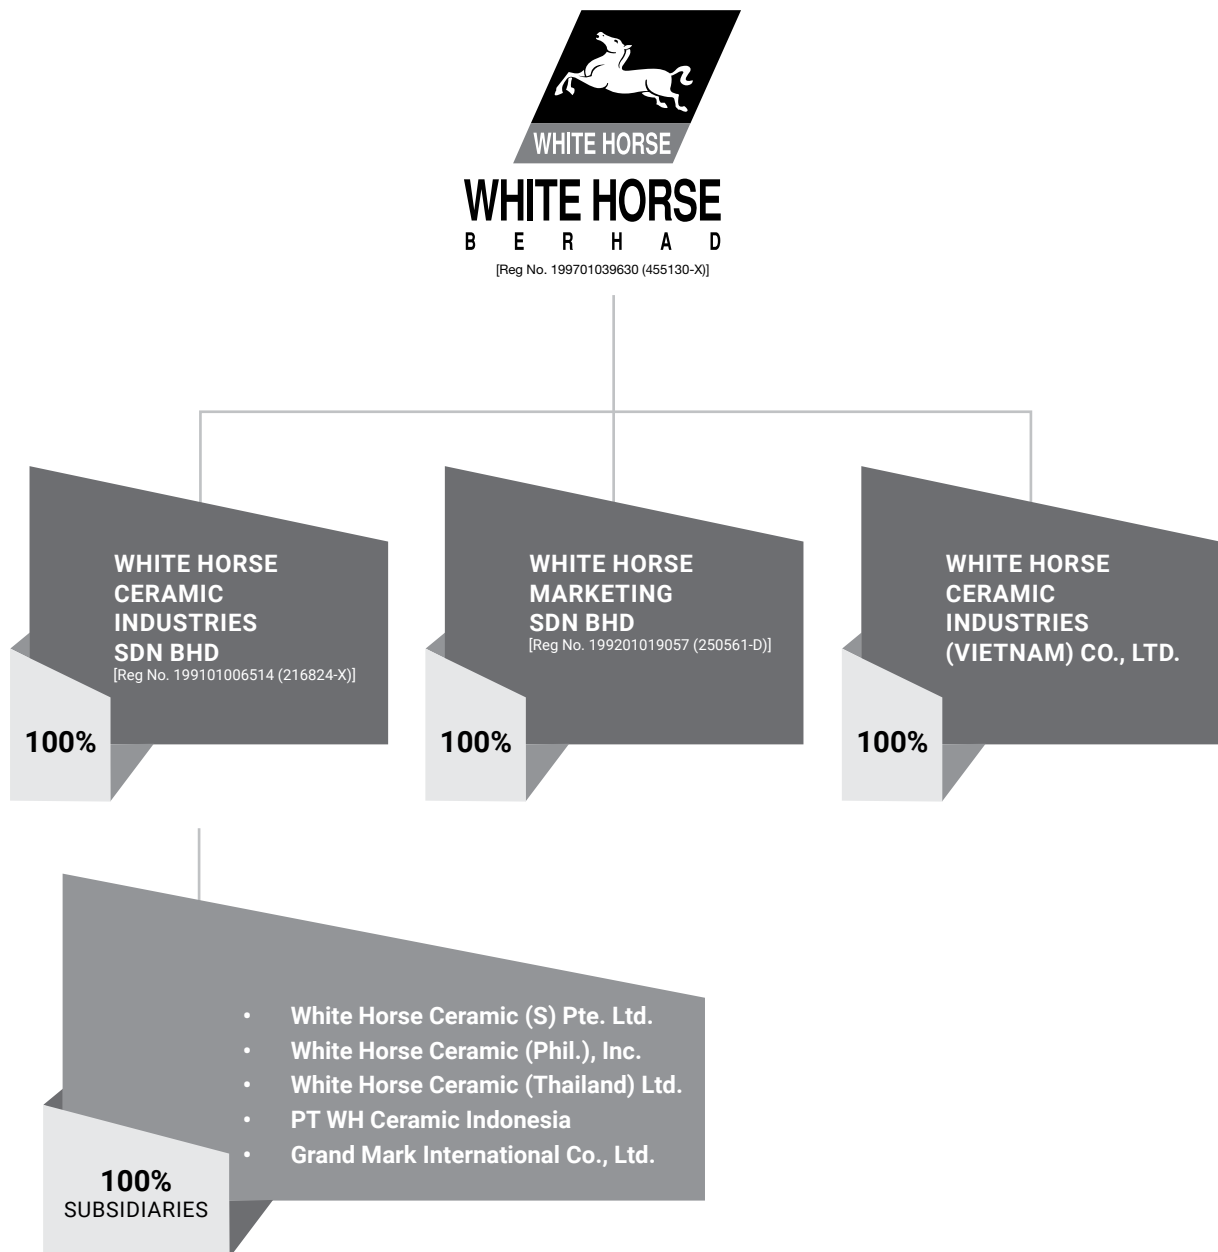 WHITE HORSE
WHITE HORSE
BERHAD
[Reg No. 199701039630 (455130-X)]
WHITE HORSE
CERAMIC
INDUSTRIES
SDN BHD
[Reg No. 199101006514 (216824-X)]
100%
WHITE HORSE
MARKETING
SDN BHD
[Reg No. 199201019057 (250561-D)]
100%
WHITE HORSE
CERAMIC
INDUSTRIES
(VIETNAM) CO., LTD.
100%
• White Horse Ceramic (S) Pte. Ltd.
• White Horse Ceramic (Phil.), Inc.
• White Horse Ceramic (Thailand) Ltd.
• PT WH Ceramic Indonesia
• Grand Mark International Co., Ltd.
100%
SUBSIDIARIES